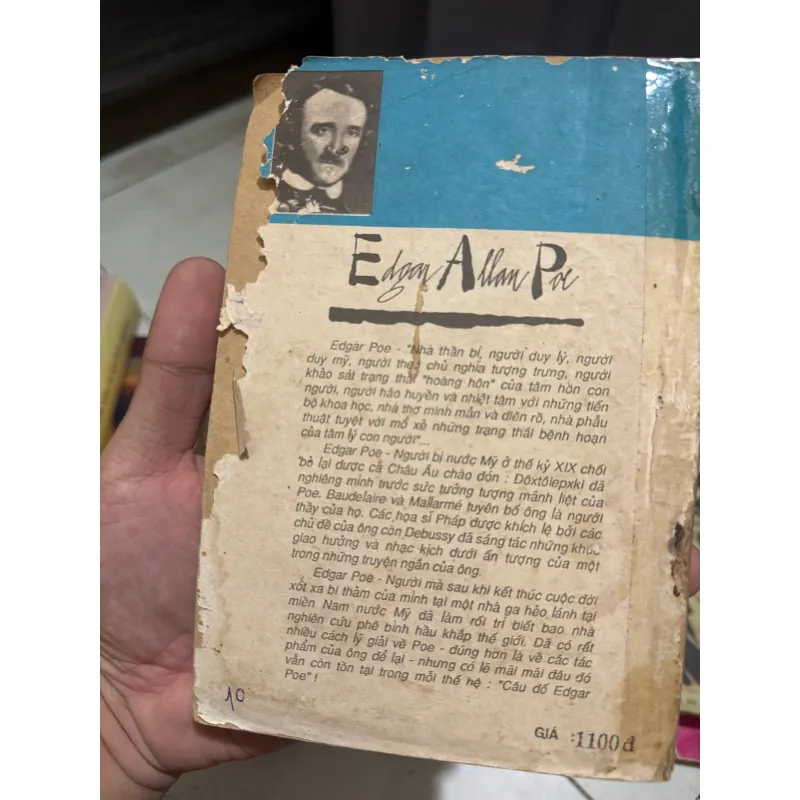 Edgar Allan Poe
Edgar Poe - "Nhà thần bí, người duy lý, người
duy mỹ, người theo chủ nghĩa tượng trưng, người
khảo sát trạng thái "hoàng hôn" của tâm hồn con
người, người hão huyền và nhiệt tâm với những tiến
bộ khoa học, nhà thơ minh mẫn và điên rồ, nhà phẫu
thuật tuyệt vời mổ xẻ những trạng thái bệnh hoạn
của tâm lý con người"...
Edgar Poe - Người bị nước Mỹ ở thế kỷ XIX chối
bỏ lại được cả Châu Âu chào đón : Đôxtôlepxki đã
nghiêng mình trước sức tưởng tượng mãnh liệt của
Poe. Baudelaire và Mallarmé tuyên bố ông là người
thầy của họ. Các họa sĩ Pháp được khích lệ bởi các
chủ đề của ông còn Debussy đã sáng tác những khúc
giao hưởng và nhạc kịch dưới ấn tượng của một
trong những truyện ngắn của ông.
Edgar Poe - Người mà sau khi kết thúc cuộc đời
xót xa bi thảm của mình tại một nhà ga hẻo lánh tại
miền Nam nước Mỹ đã làm rối trí biết bao nhà
nghiên cứu phê bình hầu khắp thế giới. Đã có rất
nhiều cách lý giải về Poe - đúng hơn là về các tác
phẩm của ông để lại - nhưng có lẽ mãi mãi đâu đó
vẫn còn tồn tại trong mỗi thế hệ : "Câu đố Edgar
Poe" !
10
GIÁ :1100đ